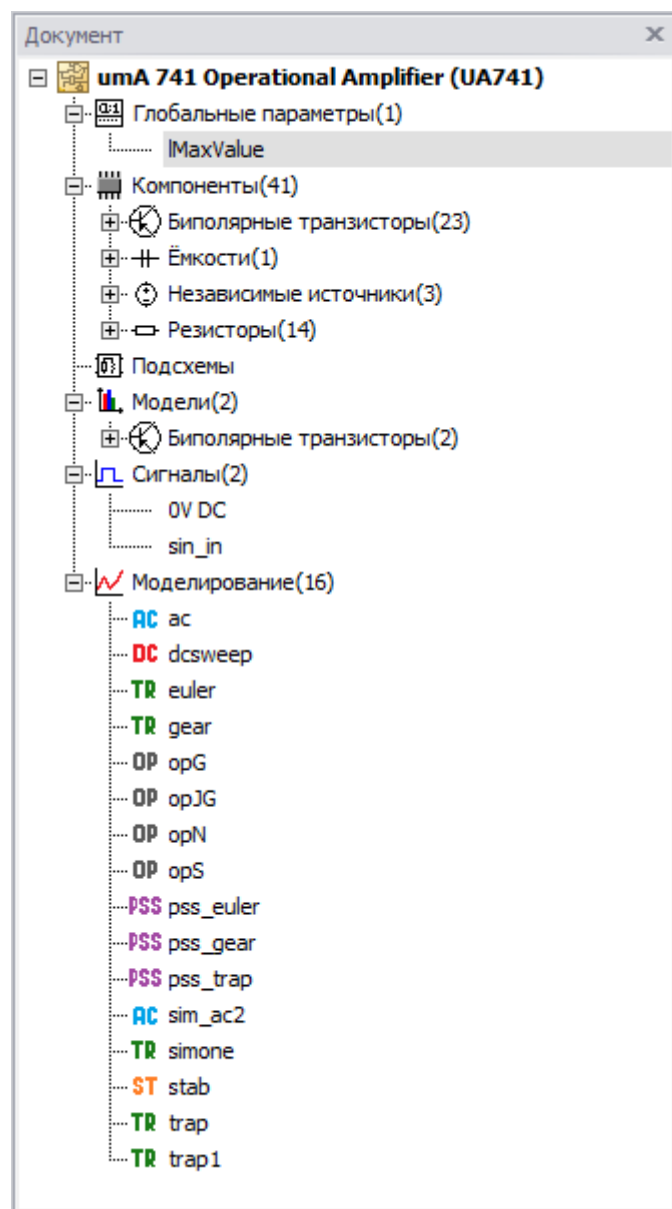 Документ
umA 741 Operational Amplifier (UA741)
Глобальные параметры(1)
lMaxValue
Компоненты(41)
Биполярные транзисторы(23)
Ёмкости(1)
Независимые источники(3)
Резисторы(14)
Подсхемы
Модели(2)
Биполярные транзисторы(2)
Сигналы(2)
0V DC
sin_in
Моделирование(16)
AC ac
DC dcsweep
TR euler
TR gear
OP opG
OP opJG
OP opN
OP opS
PSS pss_euler
PSS pss_gear
PSS pss_trap
AC sim_ac2
TR simone
ST stab
TR trap
TR trap1